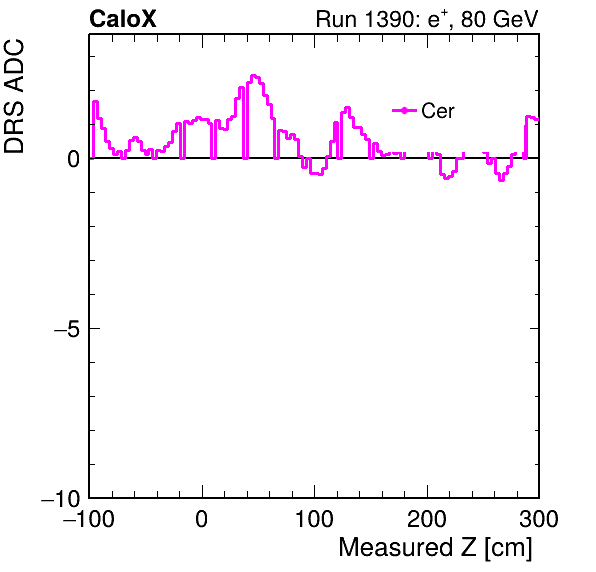 CaloX Run 1390: e⁺, 80 GeV
DRS ADC
Cer
0
−5
−10
−100 0 100 200 300
Measured Z [cm]